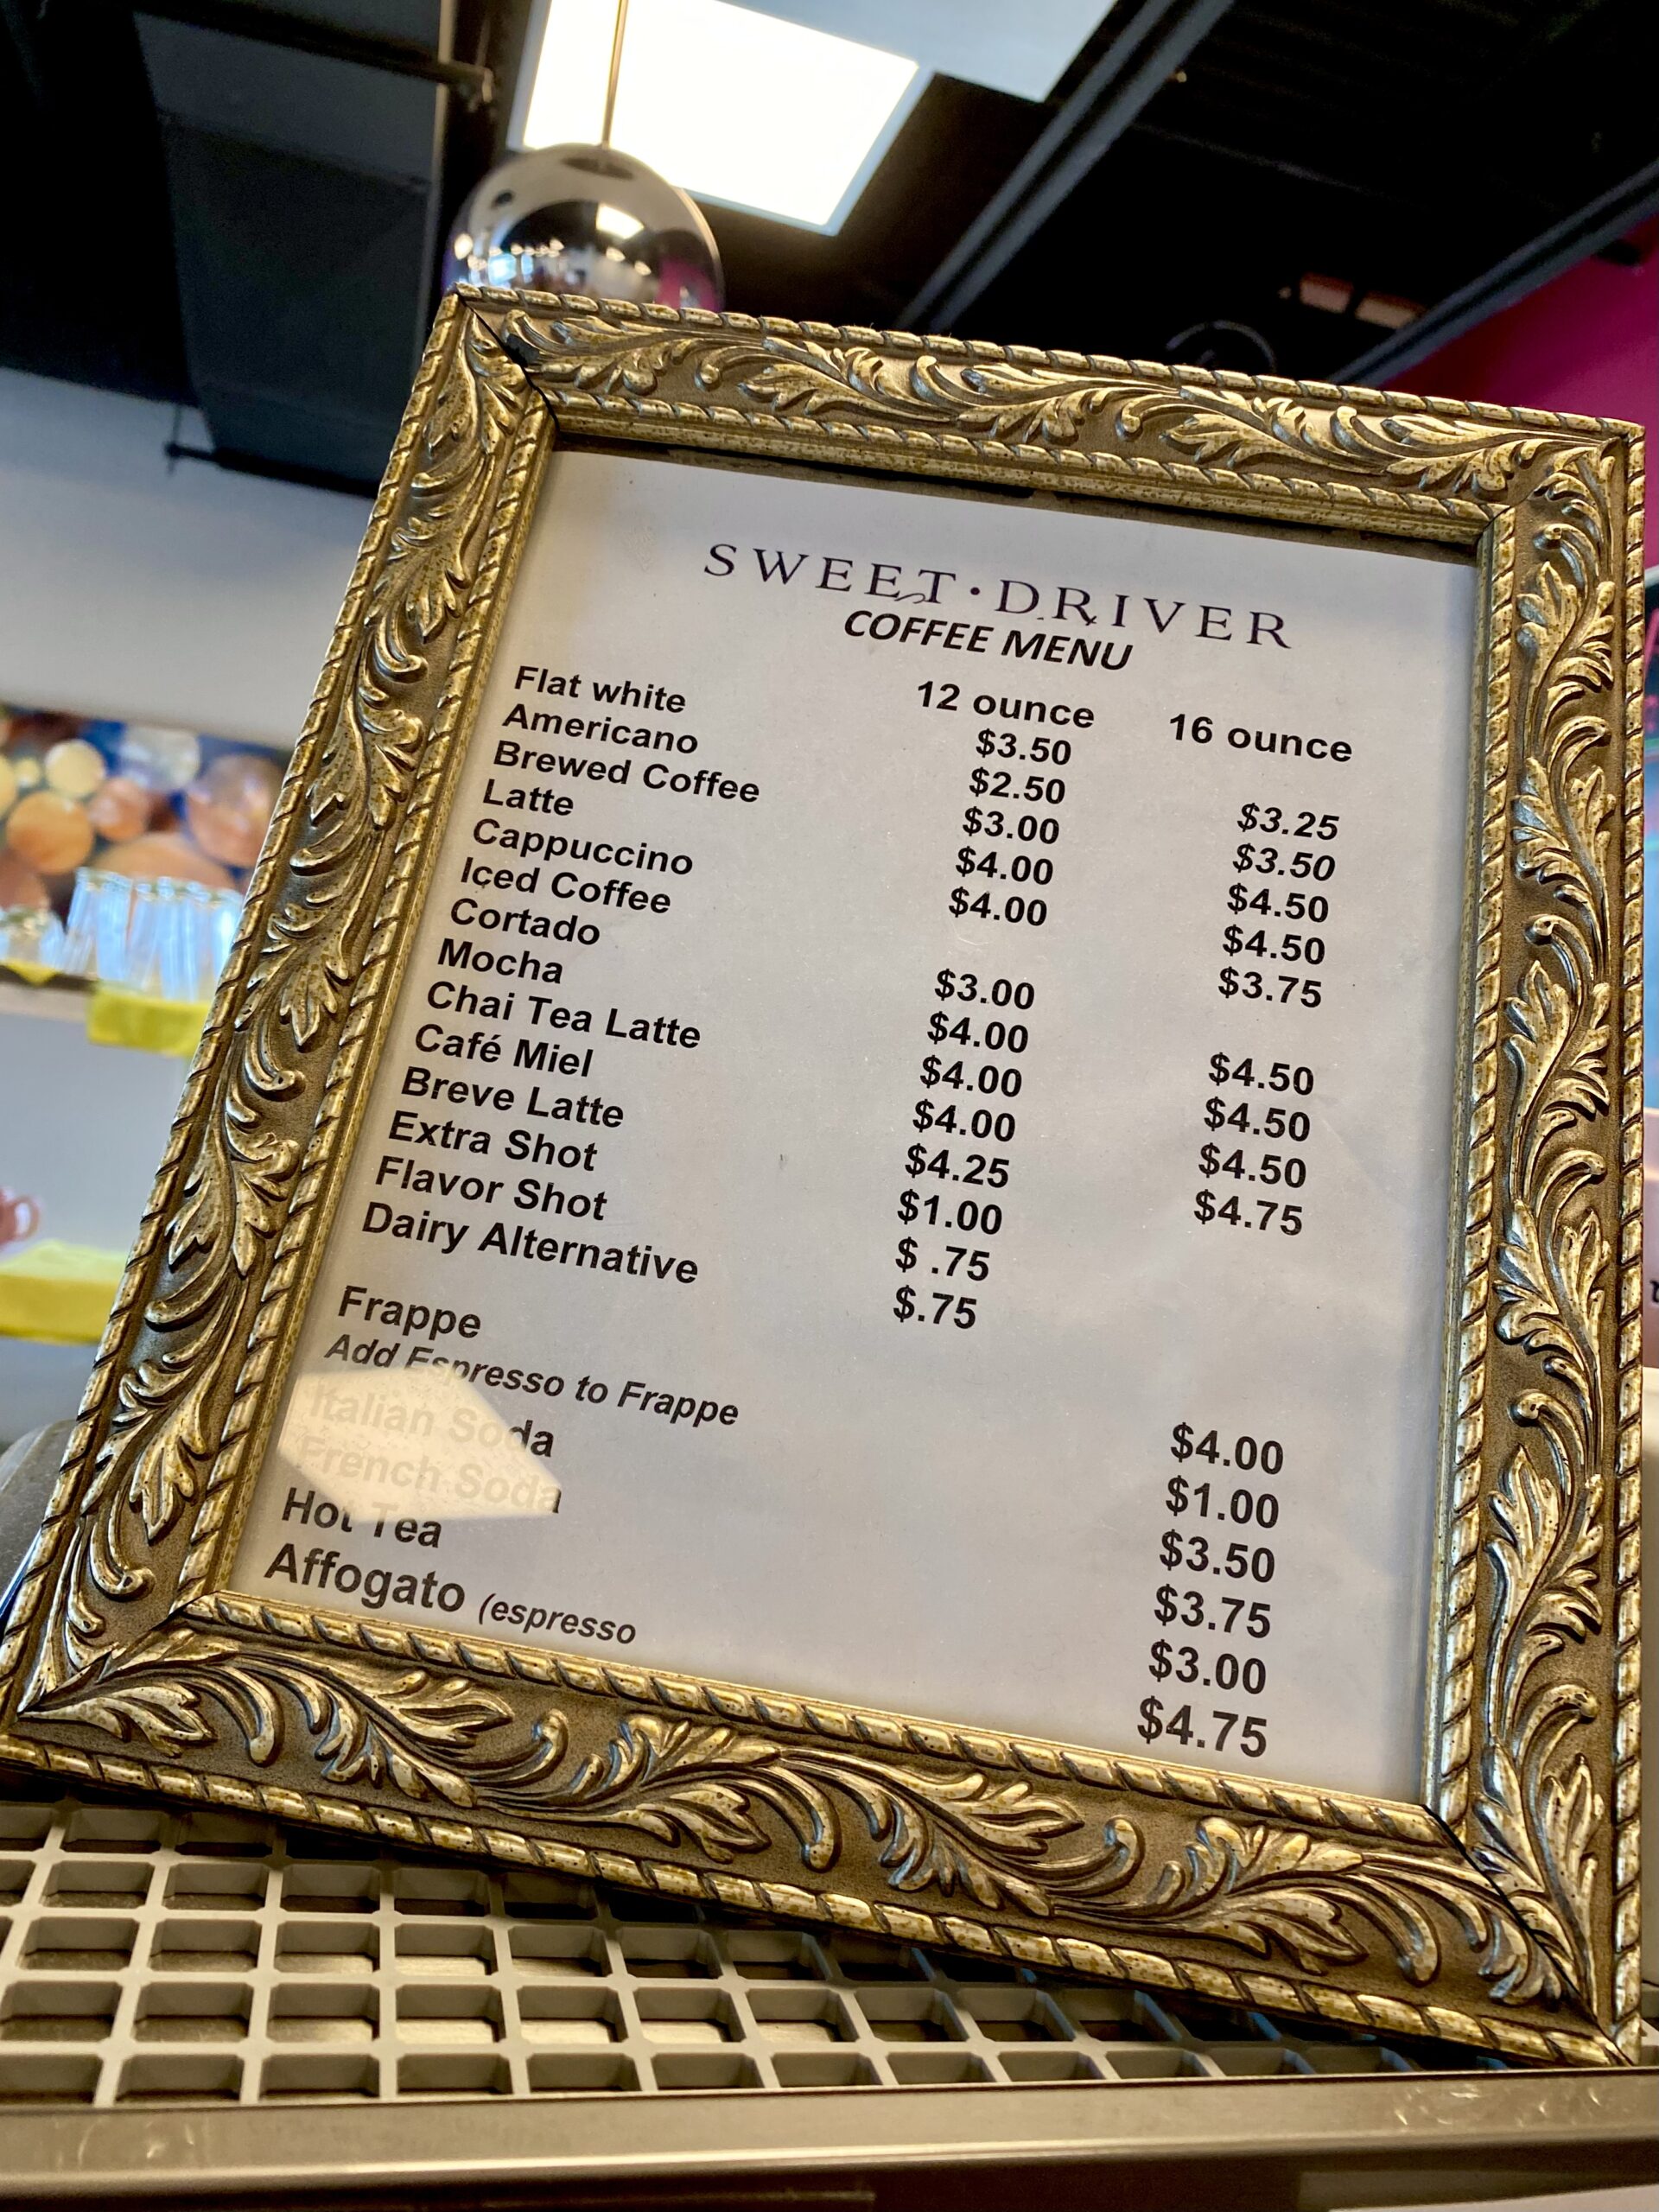 SWEET·DRIVER
COFFEE MENU
12 ounce 16 ounce
Flat white $3.50
Americano $2.50 $3.25
Brewed Coffee $3.00 $3.50
Latte $4.00 $4.50
Cappuccino $4.00 $4.50
Iced Coffee $3.75
Cortado $3.00
Mocha $4.00 $4.50
Chai Tea Latte $4.00 $4.50
Café Miel $4.00 $4.50
Breve Latte $4.25 $4.75
Extra Shot $1.00
Flavor Shot $ .75
Dairy Alternative $.75
Frappe $4.00
Add Espresso to Frappe $1.00
Italian Soda $3.50
French Soda $3.75
Hot Tea $3.00
Affogato (espresso $4.75